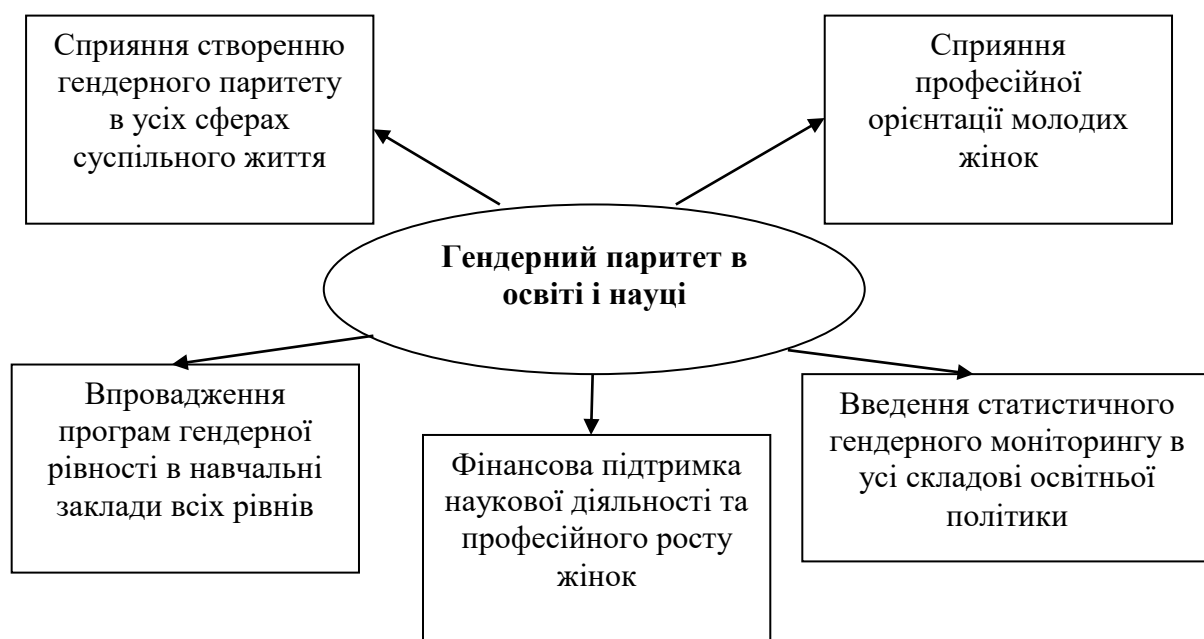 Сприяння створенню
гендерного паритету
в усіх сферах
суспільного життя
Сприяння
професійної
орієнтації молодих
жінок
Гендерний паритет в
освіті і науці
Впровадження
програм гендерної
рівності в навчальні
заклади всіх рівнів
Фінансова підтримка
наукової діяльності та
професійного росту
жінок
Введення статистичного
гендерного моніторингу в
усі складові освітньої
політики